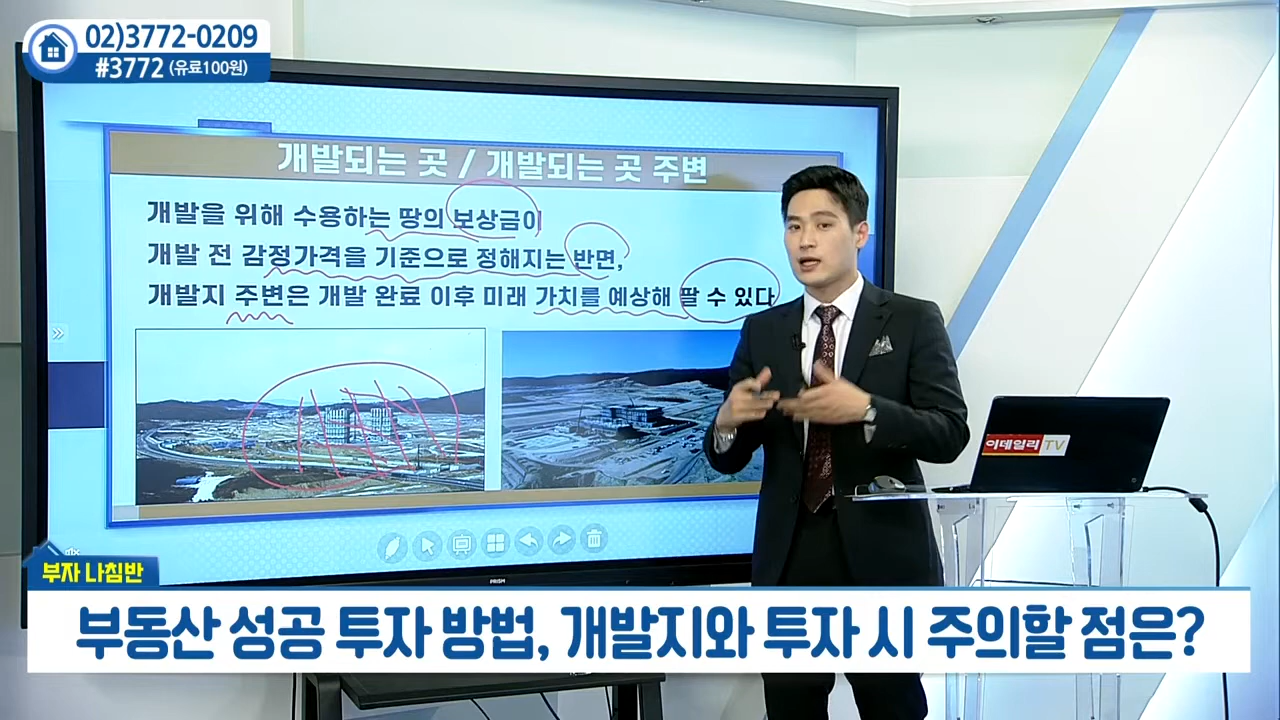 02)3772-0209
#3772 (유료100원)
개발되는 곳 / 개발되는 곳 주변
개발을 위해 수용하는 땅의 보상금이
개발 전 감정가격을 기준으로 정해지는 반면,
개발지 주변은 개발 완료 이후 미래 가치를 예상해 팔 수 있다
이데일리TV
PRISM
부자 나침반
부동산 성공 투자 방법, 개발지와 투자 시 주의할 점은?